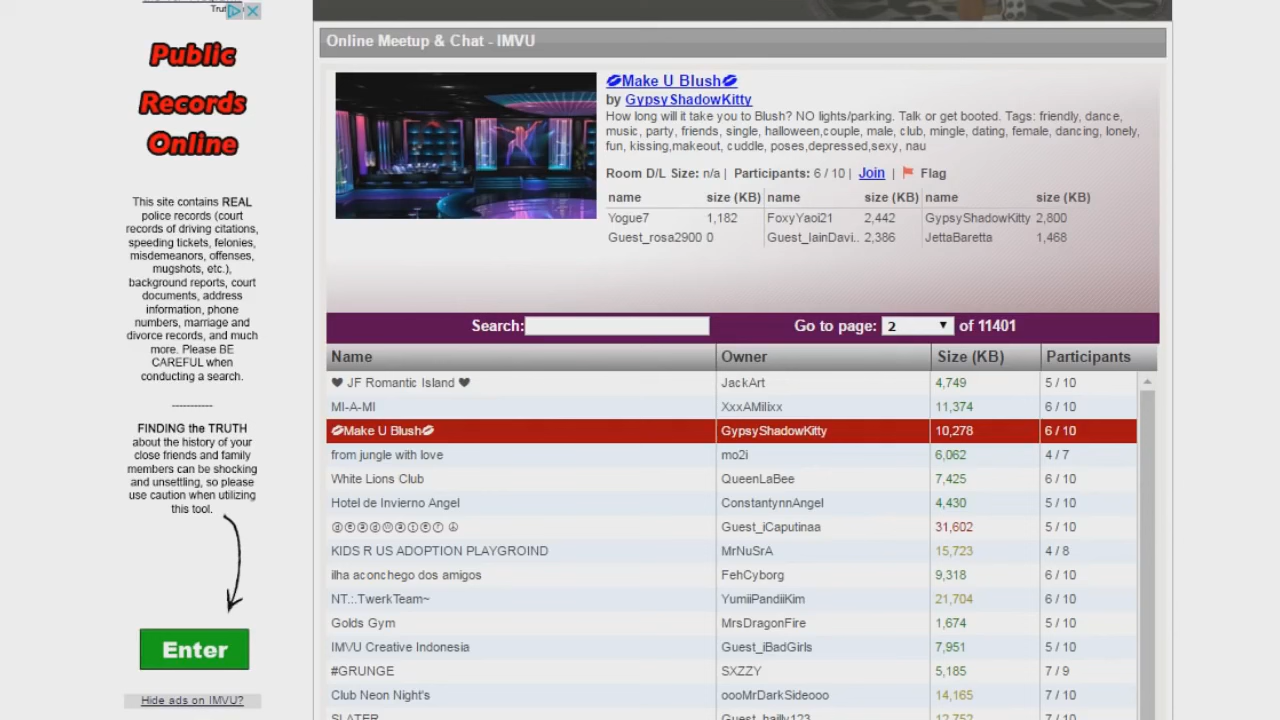 Public
Records
Online
This site contains REAL
police records (court
records of driving citations,
speeding tickets, felonies,
misdemeanors, offenses,
mugshots, etc.),
background reports, court
documents, address
information, phone
numbers, marriage and
divorce records, and much
more. Please BE
CAREFUL when
conducting a search.
-----------
FINDING the TRUTH
about the history of your
close friends and family
members can be shocking
and unsettling, so please
use caution when utilizing
this tool.
Enter
Hide ads on IMVU?
Online Meetup & Chat - IMVU
Make U Blush
by GypsyShadowKitty
How long will it take you to Blush? NO lights/parking. Talk or get booted. Tags: friendly, dance,
music, party, friends, single, halloween,couple, male, club, mingle, dating, female, dancing, lonely,
fun, kissing,makeout, cuddle, poses,depressed,sexy, nau
Room D/L Size: n/a | Participants: 6 / 10 | Join | Flag
name size (KB) name size (KB) name size (KB)
Yogue7 1,182 FoxyYaoi21 2,442 GypsyShadowKitty 2,800
Guest_rosa2900 0 Guest_IainDavi.. 2,386 JettaBaretta 1,468
Search: Go to page: 2 of 11401
Name Owner Size (KB) Participants
♥ JF Romantic Island ♥ JackArt 4,749 5 / 10
MI-A-MI XxxAMilixx 11,374 6 / 10
Make U Blush GypsyShadowKitty 10,278 6 / 10
from jungle with love mo2i 6,062 4 / 7
White Lions Club QueenLaBee 7,425 6 / 10
Hotel de Invierno Angel ConstantynnAngel 4,430 5 / 10
Guest_iCaputinaa 31,602 5 / 10
KIDS R US ADOPTION PLAYGROIND MrNuSrA 15,723 4 / 8
ilha aconchego dos amigos FehCyborg 9,318 6 / 10
NT.:.TwerkTeam~ YumiiPandiiKim 21,704 6 / 10
Golds Gym MrsDragonFire 1,674 5 / 10
IMVU Creative Indonesia Guest_iBadGirls 7,951 5 / 10
#GRUNGE SXZZY 5,185 7 / 9
Club Neon Night's oooMrDarkSideooo 14,165 7 / 10
SLATER Guest_hailly123 12,752 7 / 10